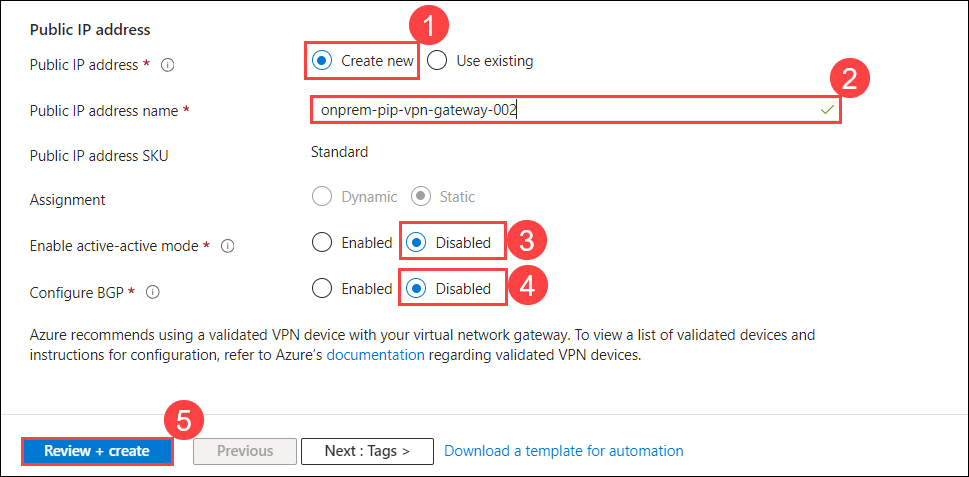 Public IP address
1
Public IP address * Create new Use existing
2
Public IP address name * onprem-pip-vpn-gateway-002
Public IP address SKU Standard
Assignment Dynamic Static
Enable active-active mode * Enabled Disabled 3
Configure BGP * Enabled Disabled 4
Azure recommends using a validated VPN device with your virtual network gateway. To view a list of validated devices and
instructions for configuration, refer to Azure's documentation regarding validated VPN devices.
5
Review + create Previous Next : Tags > Download a template for automation